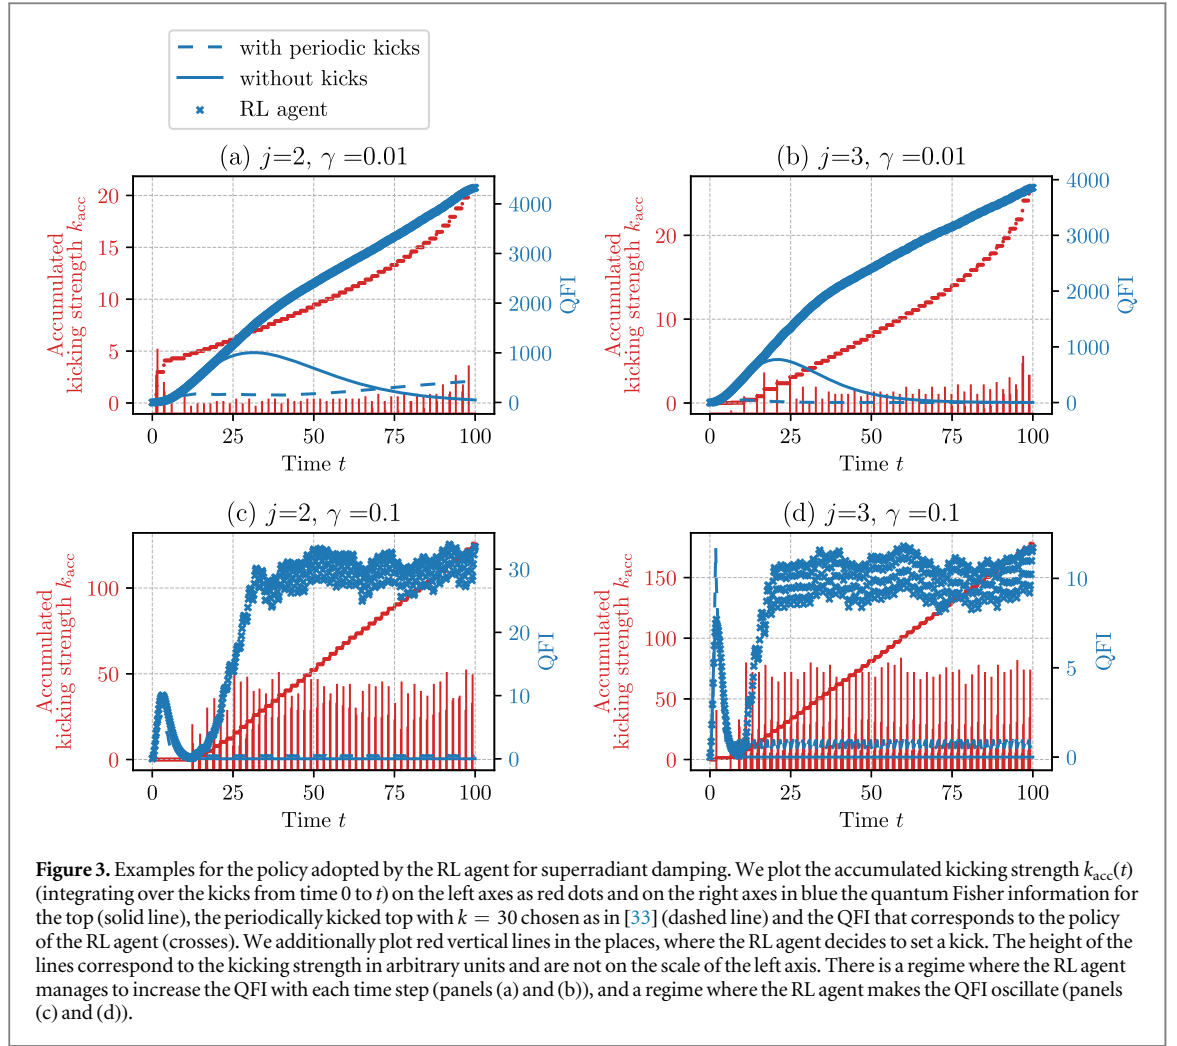 with periodic kicks
without kicks
RL agent
(a) j=2, γ =0.01
Accumulated
kicking strength k_acc
20
15
10
5
0
4000
3000
2000
1000
0
QFI
0 25 50 75 100
Time t
(b) j=3, γ =0.01
Accumulated
kicking strength k_acc
20
10
0
4000
3000
2000
1000
0
QFI
0 25 50 75 100
Time t
(c) j=2, γ =0.1
Accumulated
kicking strength k_acc
100
50
0
30
20
10
0
QFI
0 25 50 75 100
Time t
(d) j=3, γ =0.1
Accumulated
kicking strength k_acc
150
100
50
0
10
5
0
QFI
0 25 50 75 100
Time t
Figure 3. Examples for the policy adopted by the RL agent for superradiant damping. We plot the accumulated kicking strength k_acc(t)
(integrating over the kicks from time 0 to t) on the left axes as red dots and on the right axes in blue the quantum Fisher information for
the top (solid line), the periodically kicked top with k = 30 chosen as in [33] (dashed line) and the QFI that corresponds to the policy
of the RL agent (crosses). We additionally plot red vertical lines in the places, where the RL agent decides to set a kick. The height of the
lines correspond to the kicking strength in arbitrary units and are not on the scale of the left axis. There is a regime where the RL agent
manages to increase the QFI with each time step (panels (a) and (b)), and a regime where the RL agent makes the QFI oscillate (panels
(c) and (d)).